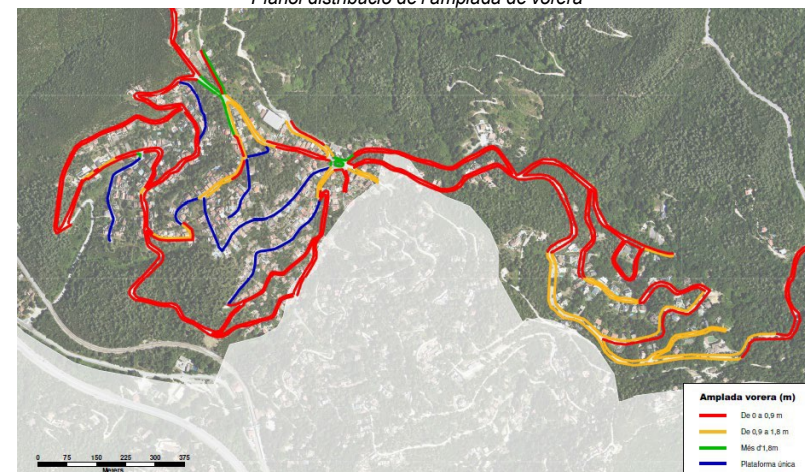 Plànol distribució de l'amplada de vorera
Amplada vorera (m)
De 0 a 0,9 m
De 0,9 a 1,8 m
Més d'1,8m
Plataforma única
0 75 150 225 300 375
Meters